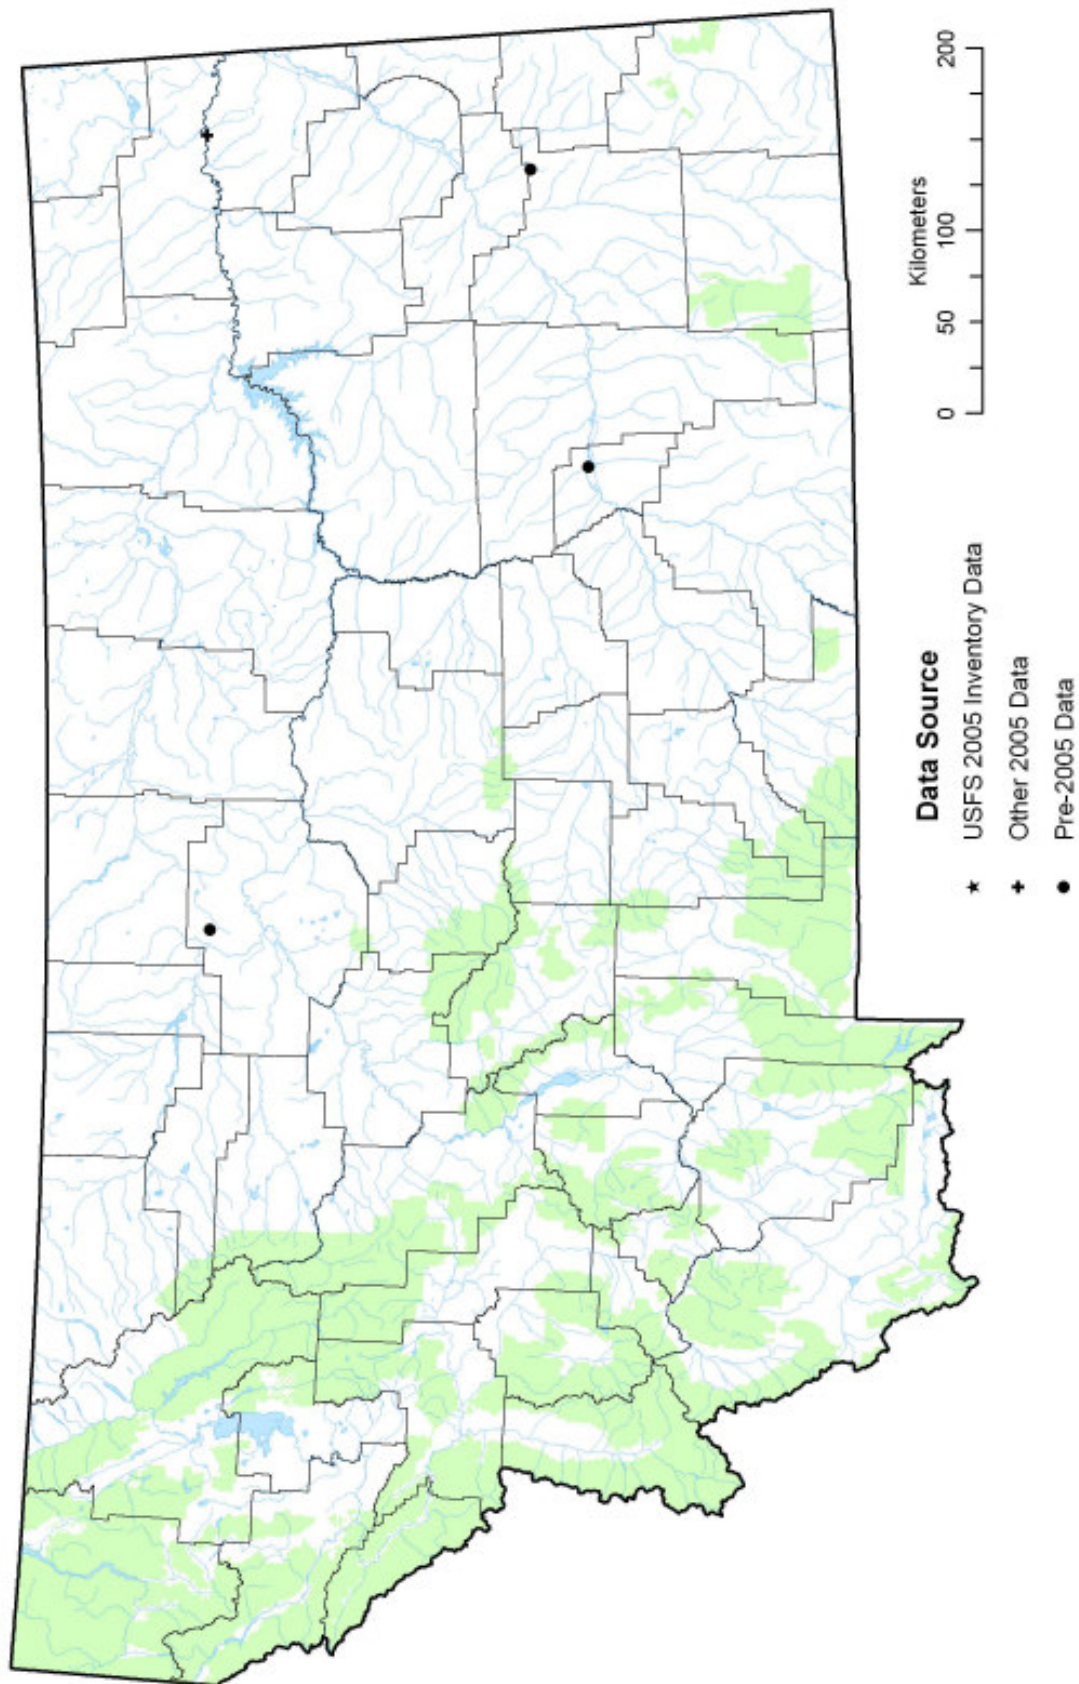 Data Source
USFS 2005 Inventory Data
Other 2005 Data
Pre-2005 Data
0 50 100 200
Kilometers